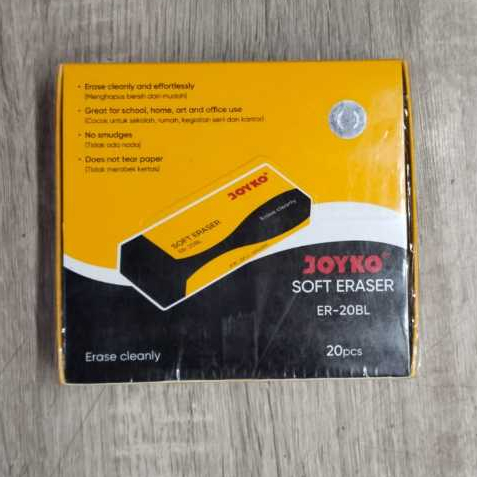 • Erase cleanly and effortlessly
(Menghapus bersih dan mudah)
• Great for school, home, art and office use
(Cocok untuk sekolah, rumah, kegiatan seni dan kantor)
• No smudges
(Tidak ada noda)
• Does not tear paper
(Tidak merobek kertas)
JOYKO
SOFT ERASER
ER-20BL
Erase cleanly
JOYKO
SOFT ERASER
ER-20BL
Erase cleanly
20pcs